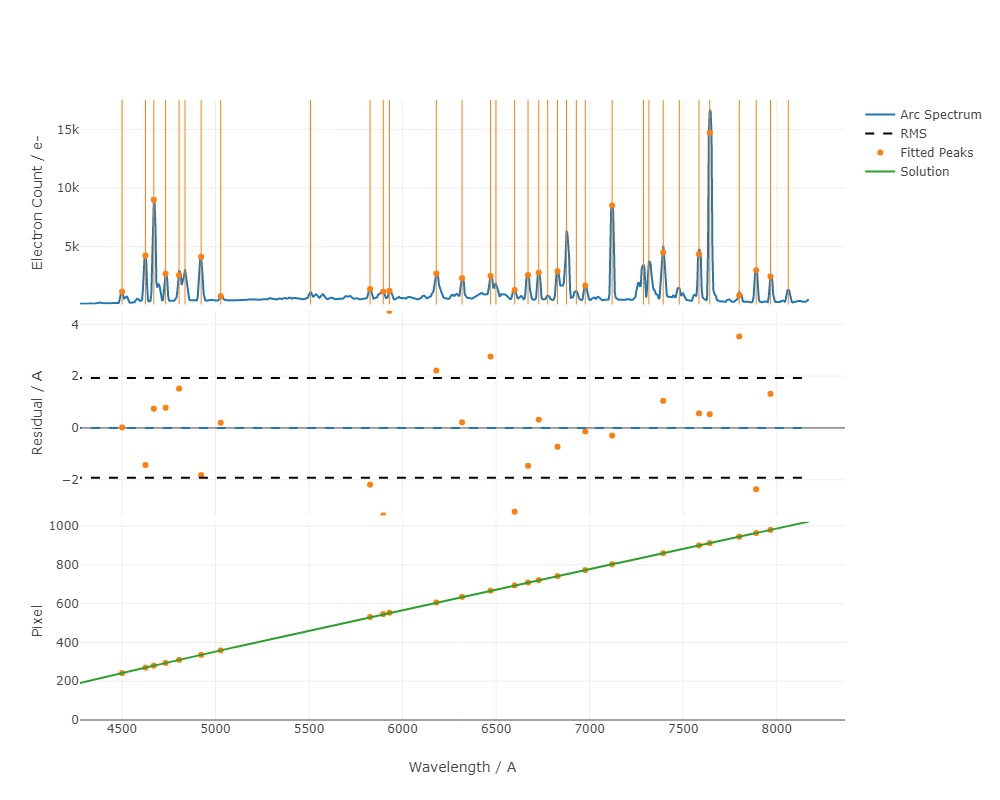 15k
10k
5k
Electron Count / e-
Arc Spectrum
RMS
Fitted Peaks
Solution
4
2
0
−2
Residual / A
1000
800
600
400
200
0
Pixel
4500 5000 5500 6000 6500 7000 7500 8000
Wavelength / A